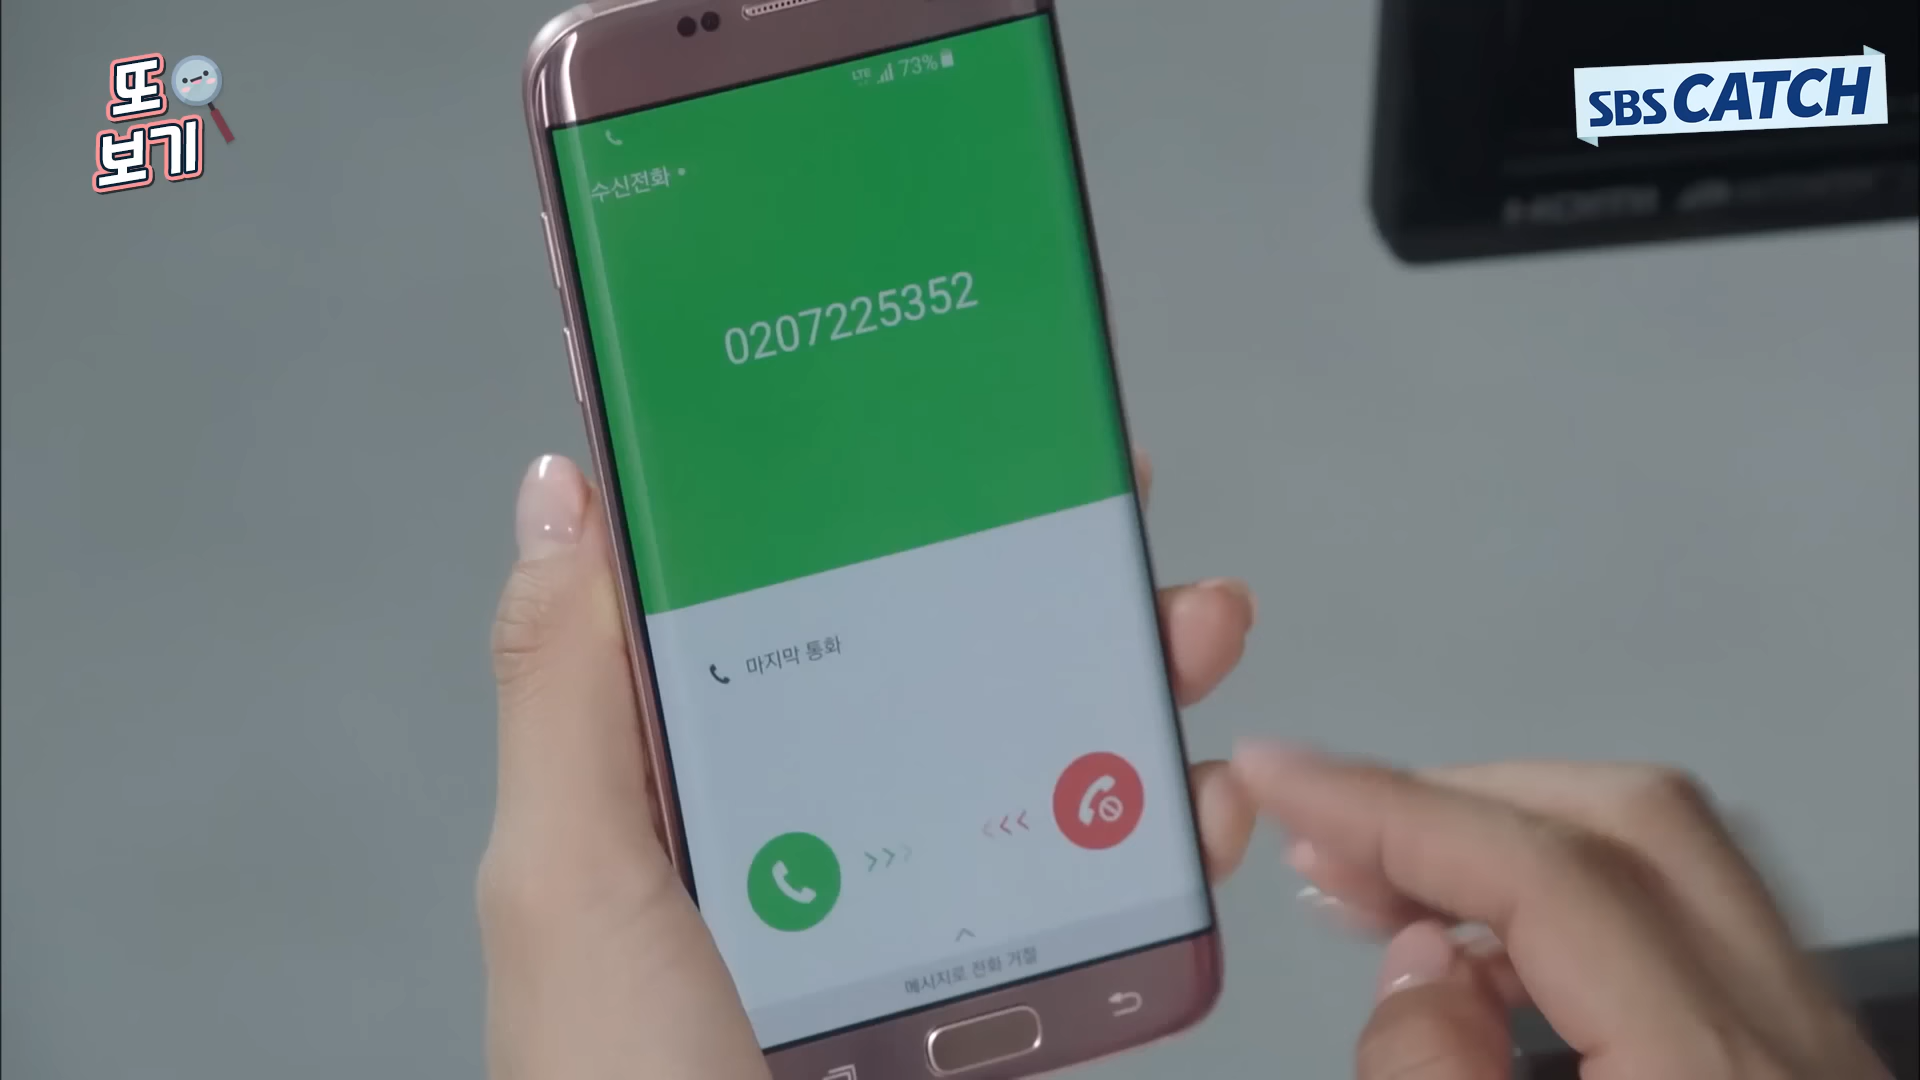 또
보기
SBS CATCH
LTE 73%
수신전화
0207225352
마지막 통화
메시지로 전화 거절